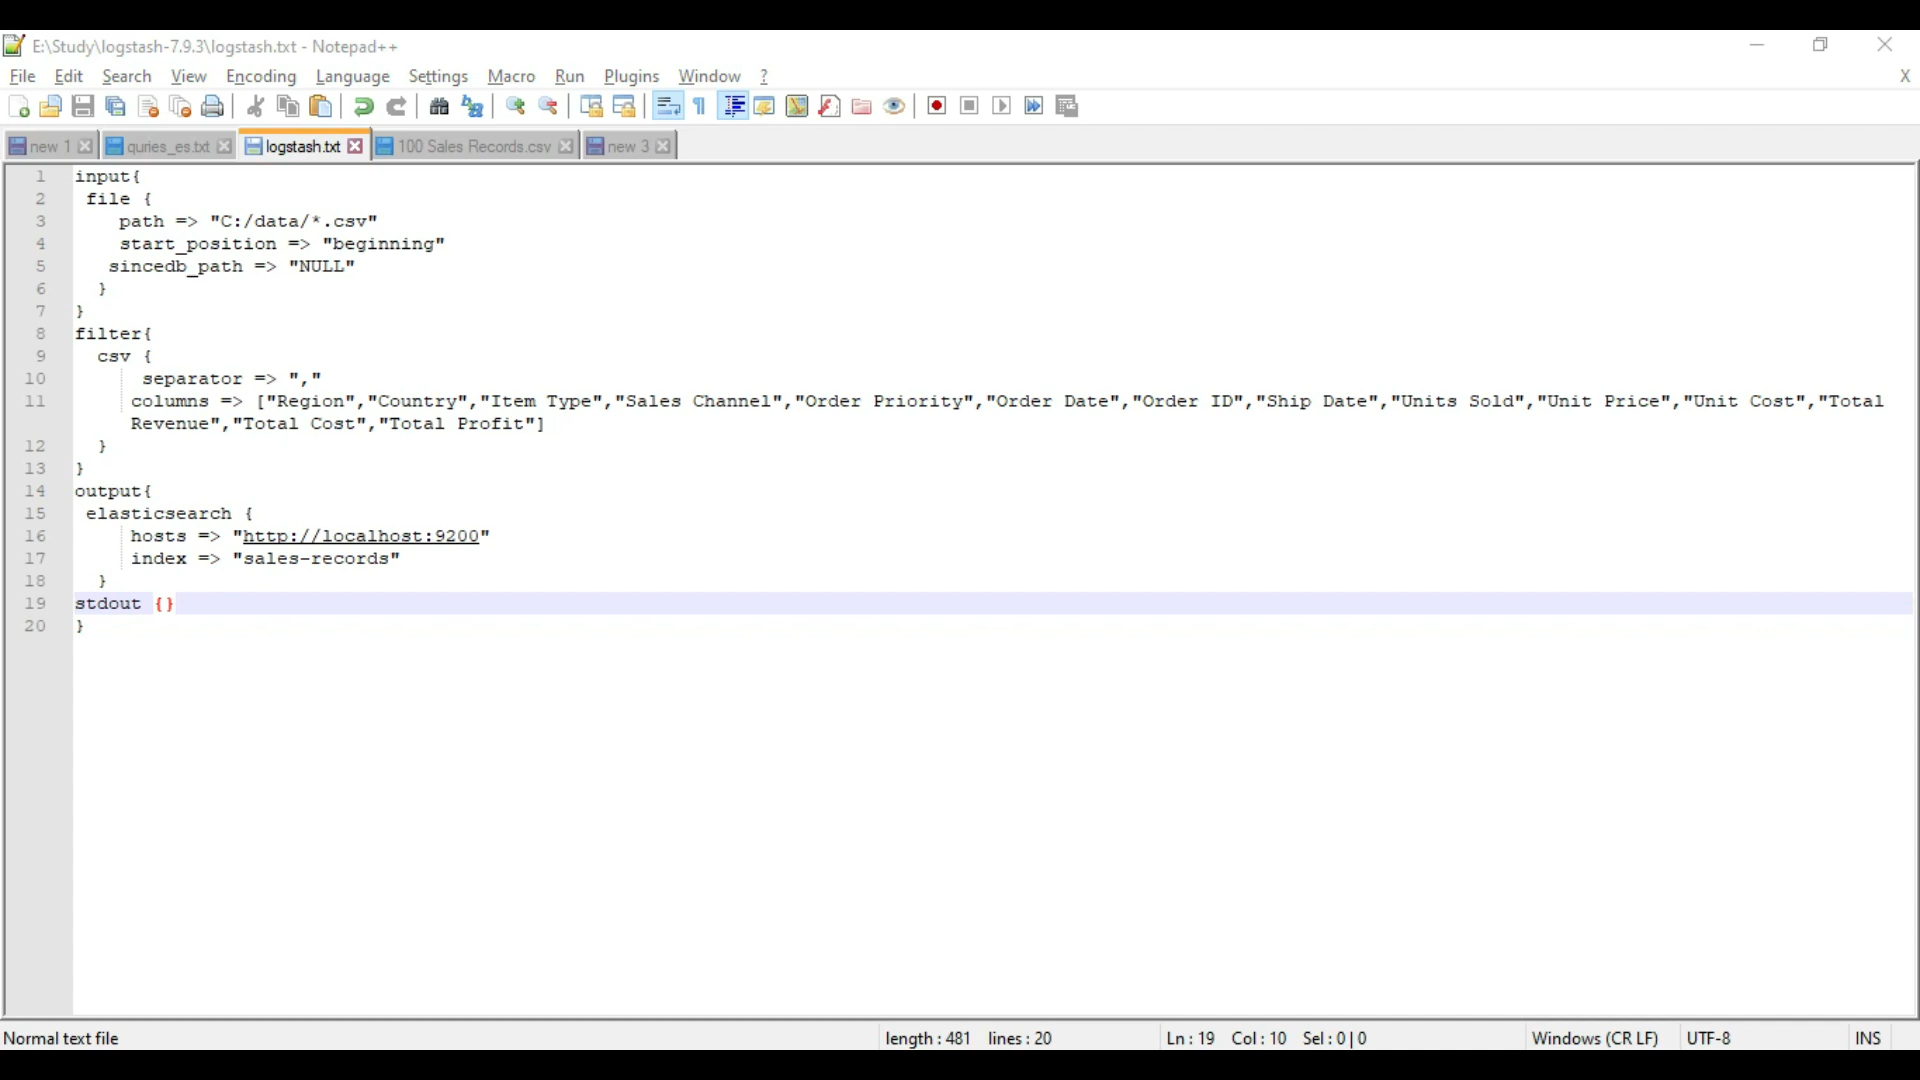 E:\Study\logstash-7.9.3\logstash.txt - Notepad++
File Edit Search View Encoding Language Settings Macro Run Plugins Window ? X
new 1 quries_es.txt logstash.txt 100 Sales Records.csv new 3
1 input{
2 file {
3 path => "C:/data/*.csv"
4 start_position => "beginning"
5 sincedb_path => "NULL"
6 }
7 }
8 filter{
9 csv {
10 separator => ","
11 columns => ["Region","Country","Item Type","Sales Channel","Order Priority","Order Date","Order ID","Ship Date","Units Sold","Unit Price","Unit Cost","Total
Revenue","Total Cost","Total Profit"]
12 }
13 }
14 output{
15 elasticsearch {
16 hosts => "http://localhost:9200"
17 index => "sales-records"
18 }
19 stdout {}
20 }
Normal text file length : 481 lines : 20 Ln : 19 Col : 10 Sel : 0 | 0 Windows (CR LF) UTF-8 INS